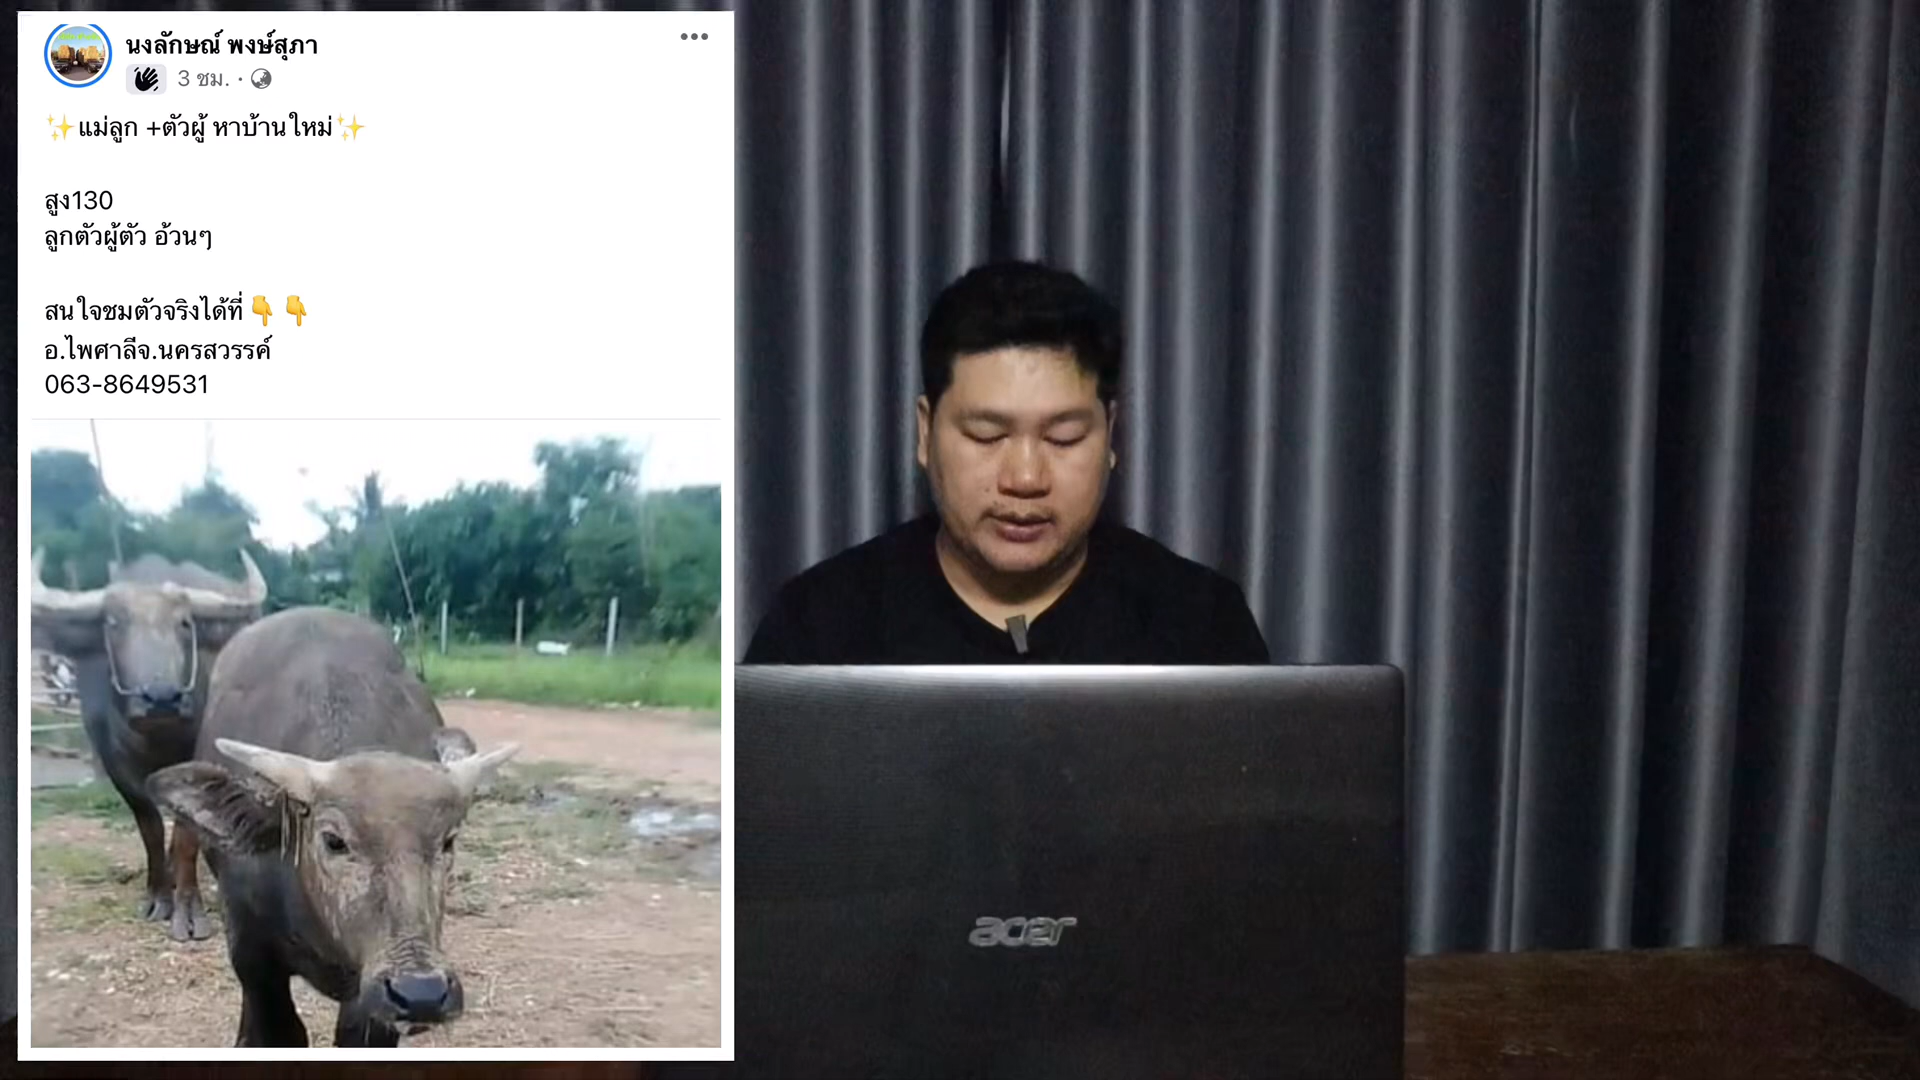 นงลักษณ์ พงษ์สุภา
3 ชม. ·
✨แม่ลูก +ตัวผู้ หาบ้านใหม่✨
สูง130
ลูกตัวผู้ตัว อ้วนๆ
สนใจชมตัวจริงได้ที่👇👇
อ.ไพศาลีจ.นครสวรรค์
063-8649531
acer